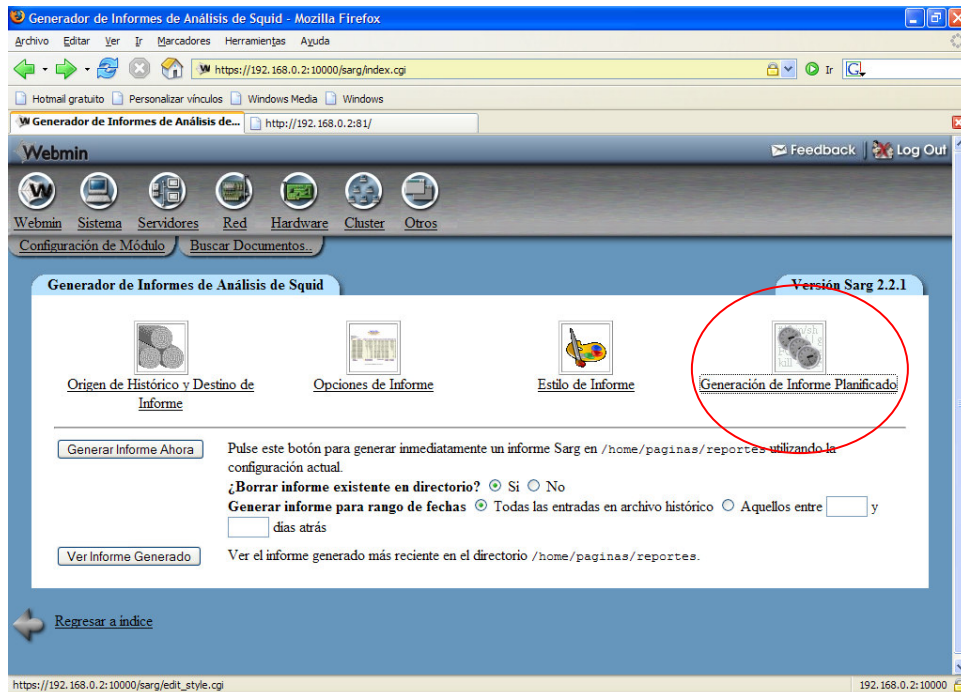 Generador de Informes de Análisis de Squid - Mozilla Firefox
Archivo Editar Ver Ir Marcadores Herramientas Ayuda
https://192.168.0.2:10000/sarg/index.cgi Ir
Hotmail gratuito Personalizar vínculos Windows Media Windows
Generador de Informes de Análisis de... http://192.168.0.2:81/
Webmin Feedback Log Out
Webmin Sistema Servidores Red Hardware Cluster Otros
Configuración de Módulo Buscar Documentos..
Generador de Informes de Análisis de Squid Versión Sarg 2.2.1
Origen de Histórico y Destino de Informe
Opciones de Informe
Estilo de Informe
Generación de Informe Planificado
Generar Informe Ahora
Pulse este botón para generar inmediatamente un informe Sarg en /home/paginas/reportes utilizando la
configuración actual.
¿Borrar informe existente en directorio? Si No
Generar informe para rango de fechas Todas las entradas en archivo histórico Aquellos entre y
días atrás
Ver Informe Generado
Ver el informe generado más reciente en el directorio /home/paginas/reportes.
Regresar a índice
https://192.168.0.2:10000/sarg/edit_style.cgi 192.168.0.2:10000